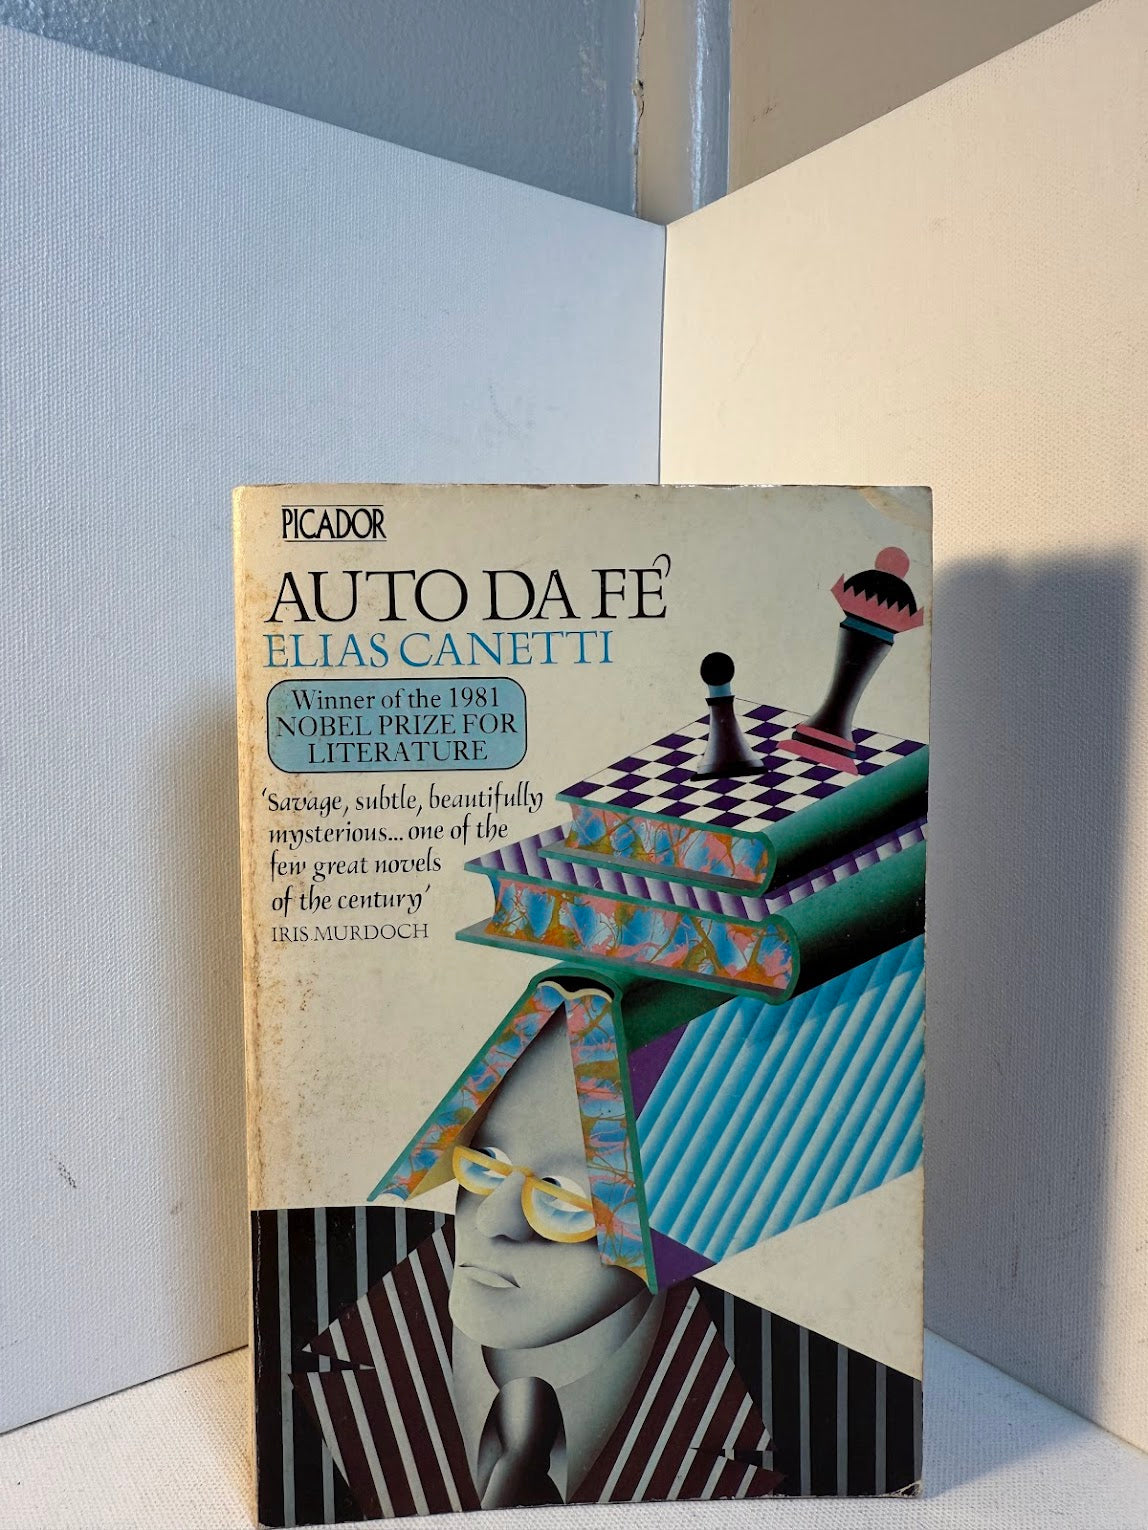 PICADOR
AUTO DA FÉ
ELIAS CANETTI
Winner of the 1981
NOBEL PRIZE FOR
LITERATURE
‘Savage, subtle, beautifully
mysterious... one of the
few great novels
of the century’
IRIS MURDOCH